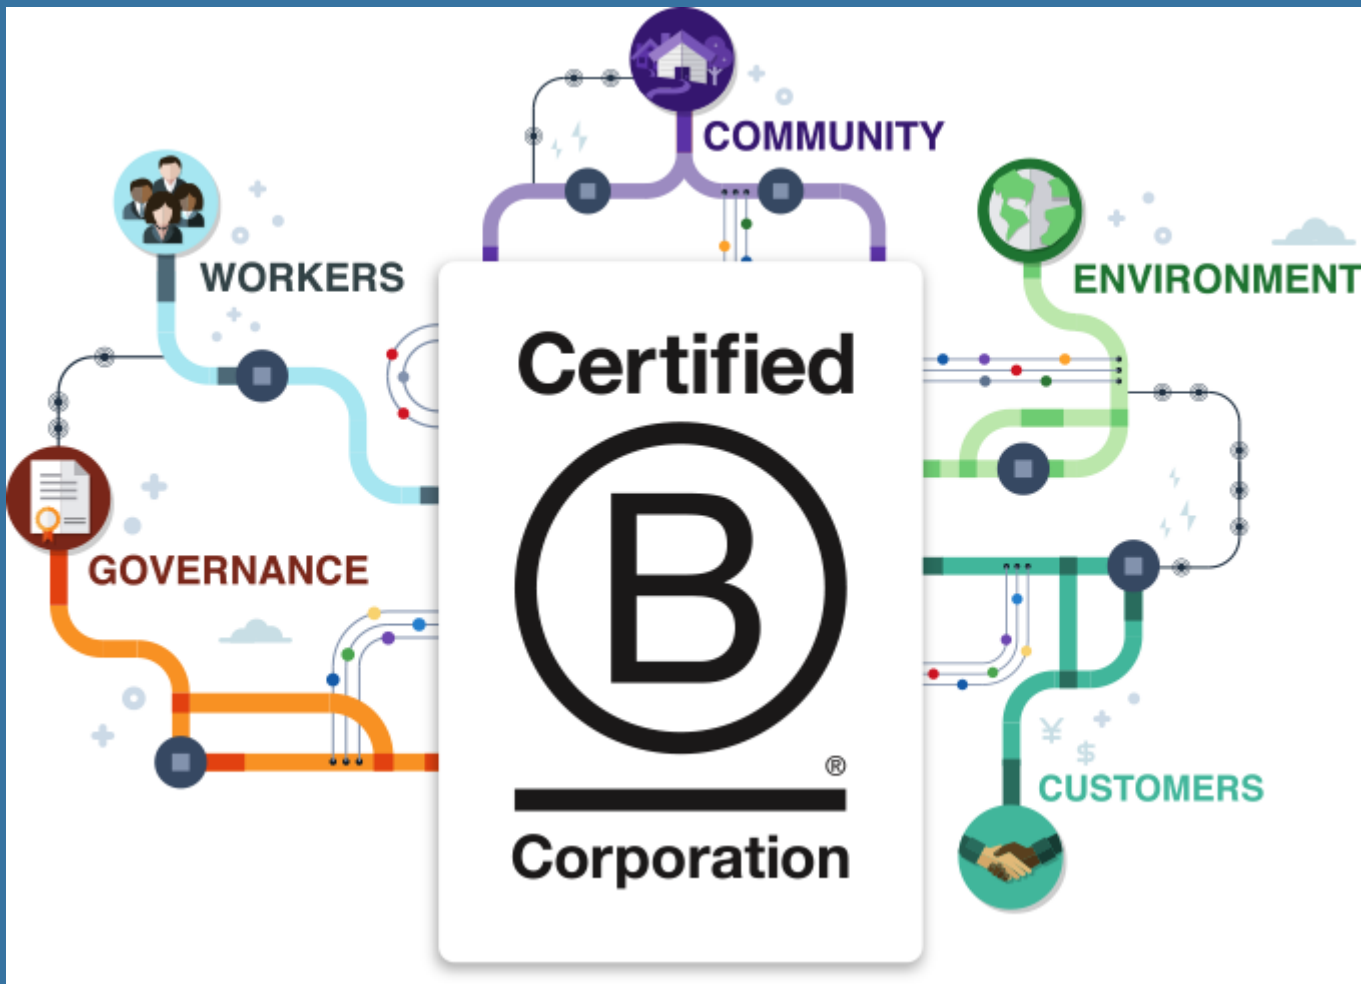 COMMUNITY
WORKERS
ENVIRONMENT
GOVERNANCE
Certified
B
®
Corporation
¥
$
CUSTOMERS